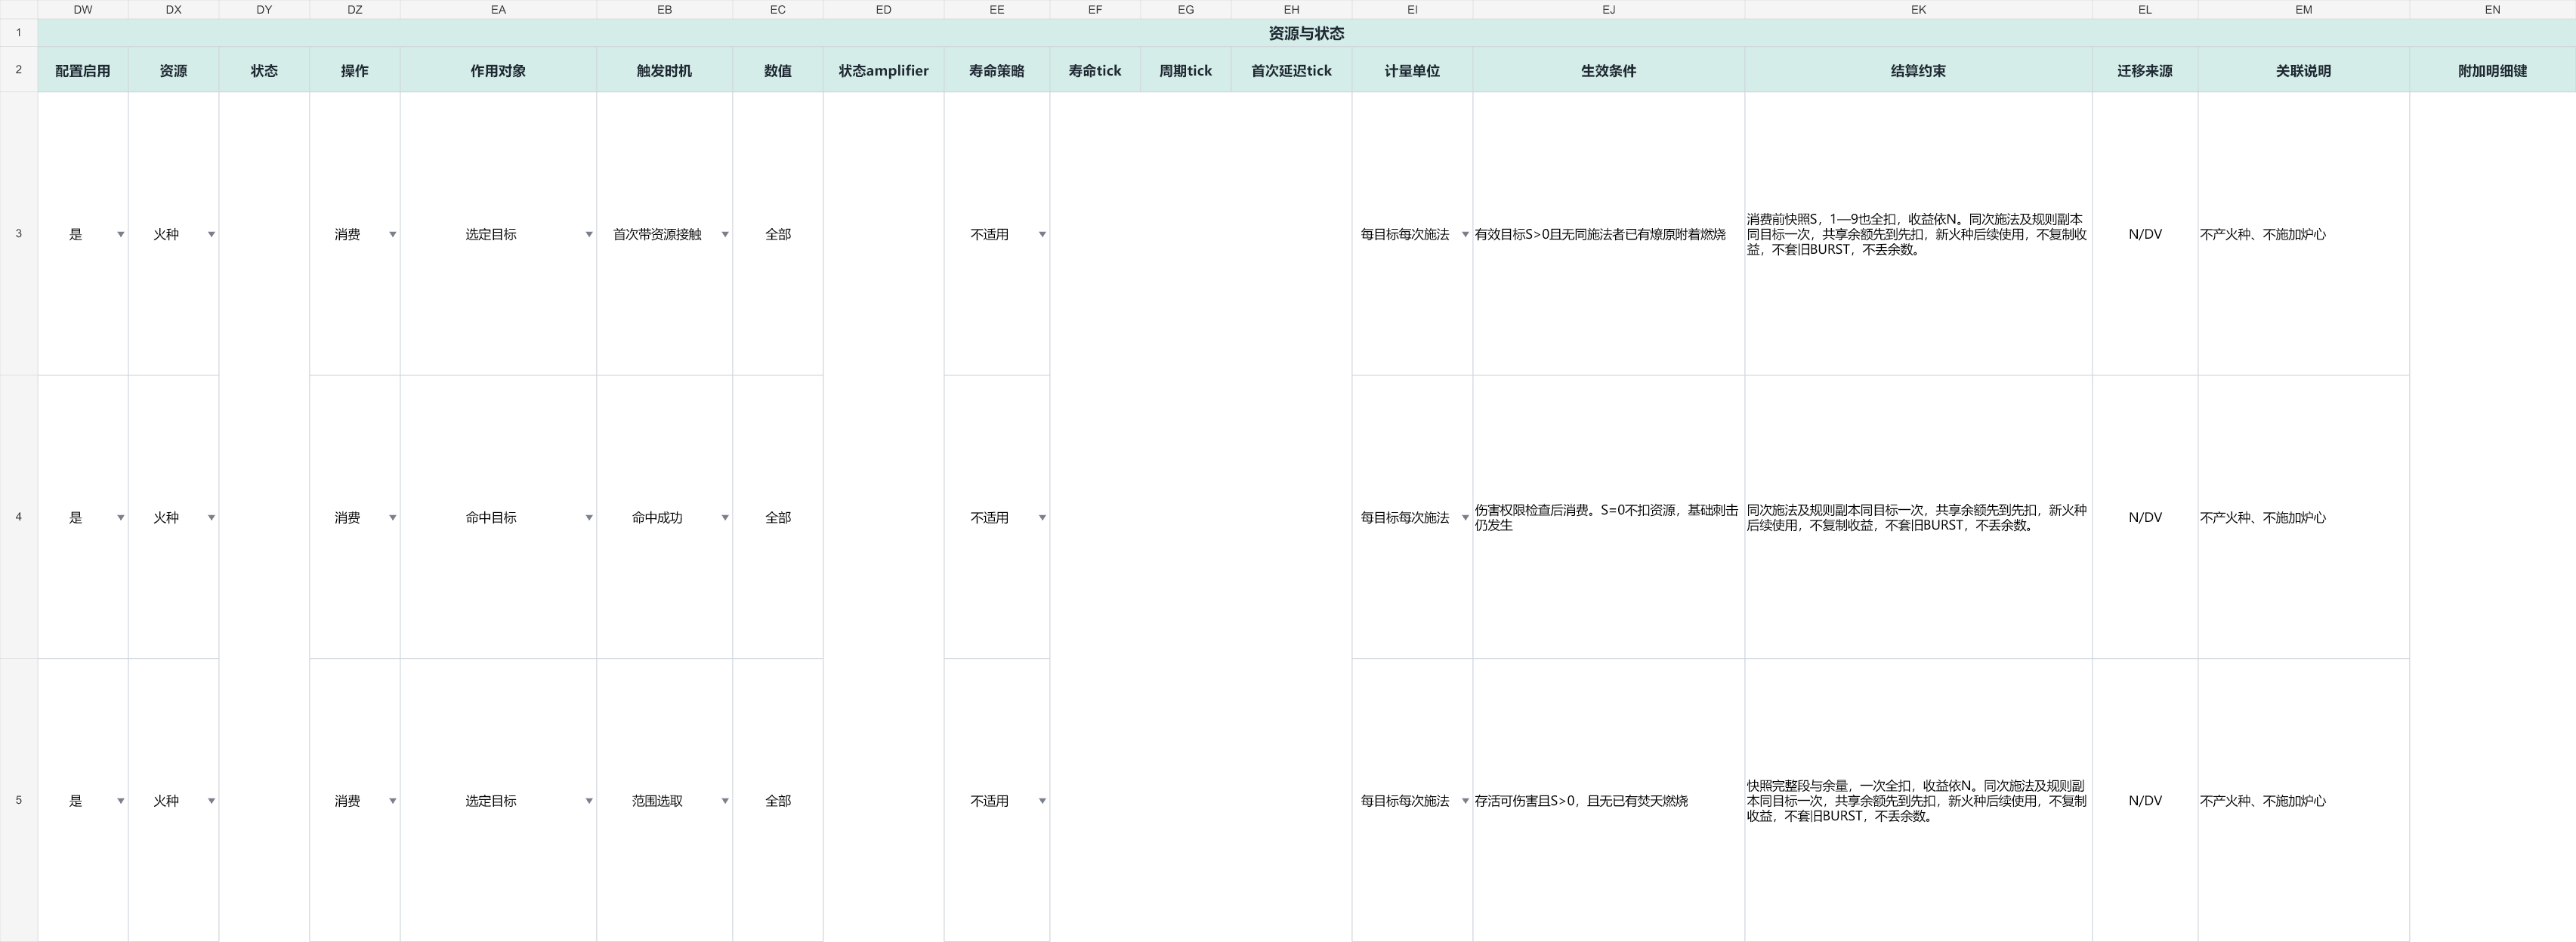 DW DX DY DZ EA EB EC ED EE EF EG EH EI EJ EK EL EM EN
1 资源与状态
2 配置启用 资源 状态 操作 作用对象 触发时机 数值 状态amplifier 寿命策略 寿命tick 周期tick 首次延迟tick 计量单位 生效条件 结算约束 迁移来源 关联说明 附加明细键
3 是 火种 消费 选定目标 首次带资源接触 全部 不适用 每目标每次施法 有效目标S>0且无同施法者已有燎原附着燃烧
消费前快照S，1—9也全扣，收益依N。同次施法及规则副本
同目标一次，共享余额先到先扣，新火种后续使用，不复制收
益，不套旧BURST，不丢余数。
N/DV 不产火种、不施加炉心
4 是 火种 消费 命中目标 命中成功 全部 不适用 每目标每次施法
伤害权限检查后消费。S=0不扣资源，基础刺击
仍发生
同次施法及规则副本同目标一次，共享余额先到先扣，新火种
后续使用，不复制收益，不套旧BURST，不丢余数。
N/DV 不产火种、不施加炉心
5 是 火种 消费 选定目标 范围选取 全部 不适用 每目标每次施法 存活可伤害且S>0，且无已有焚天燃烧
快照完整段与余量，一次全扣，收益依N。同次施法及规则副
本同目标一次，共享余额先到先扣，新火种后续使用，不复制
收益，不套旧BURST，不丢余数。
N/DV 不产火种、不施加炉心